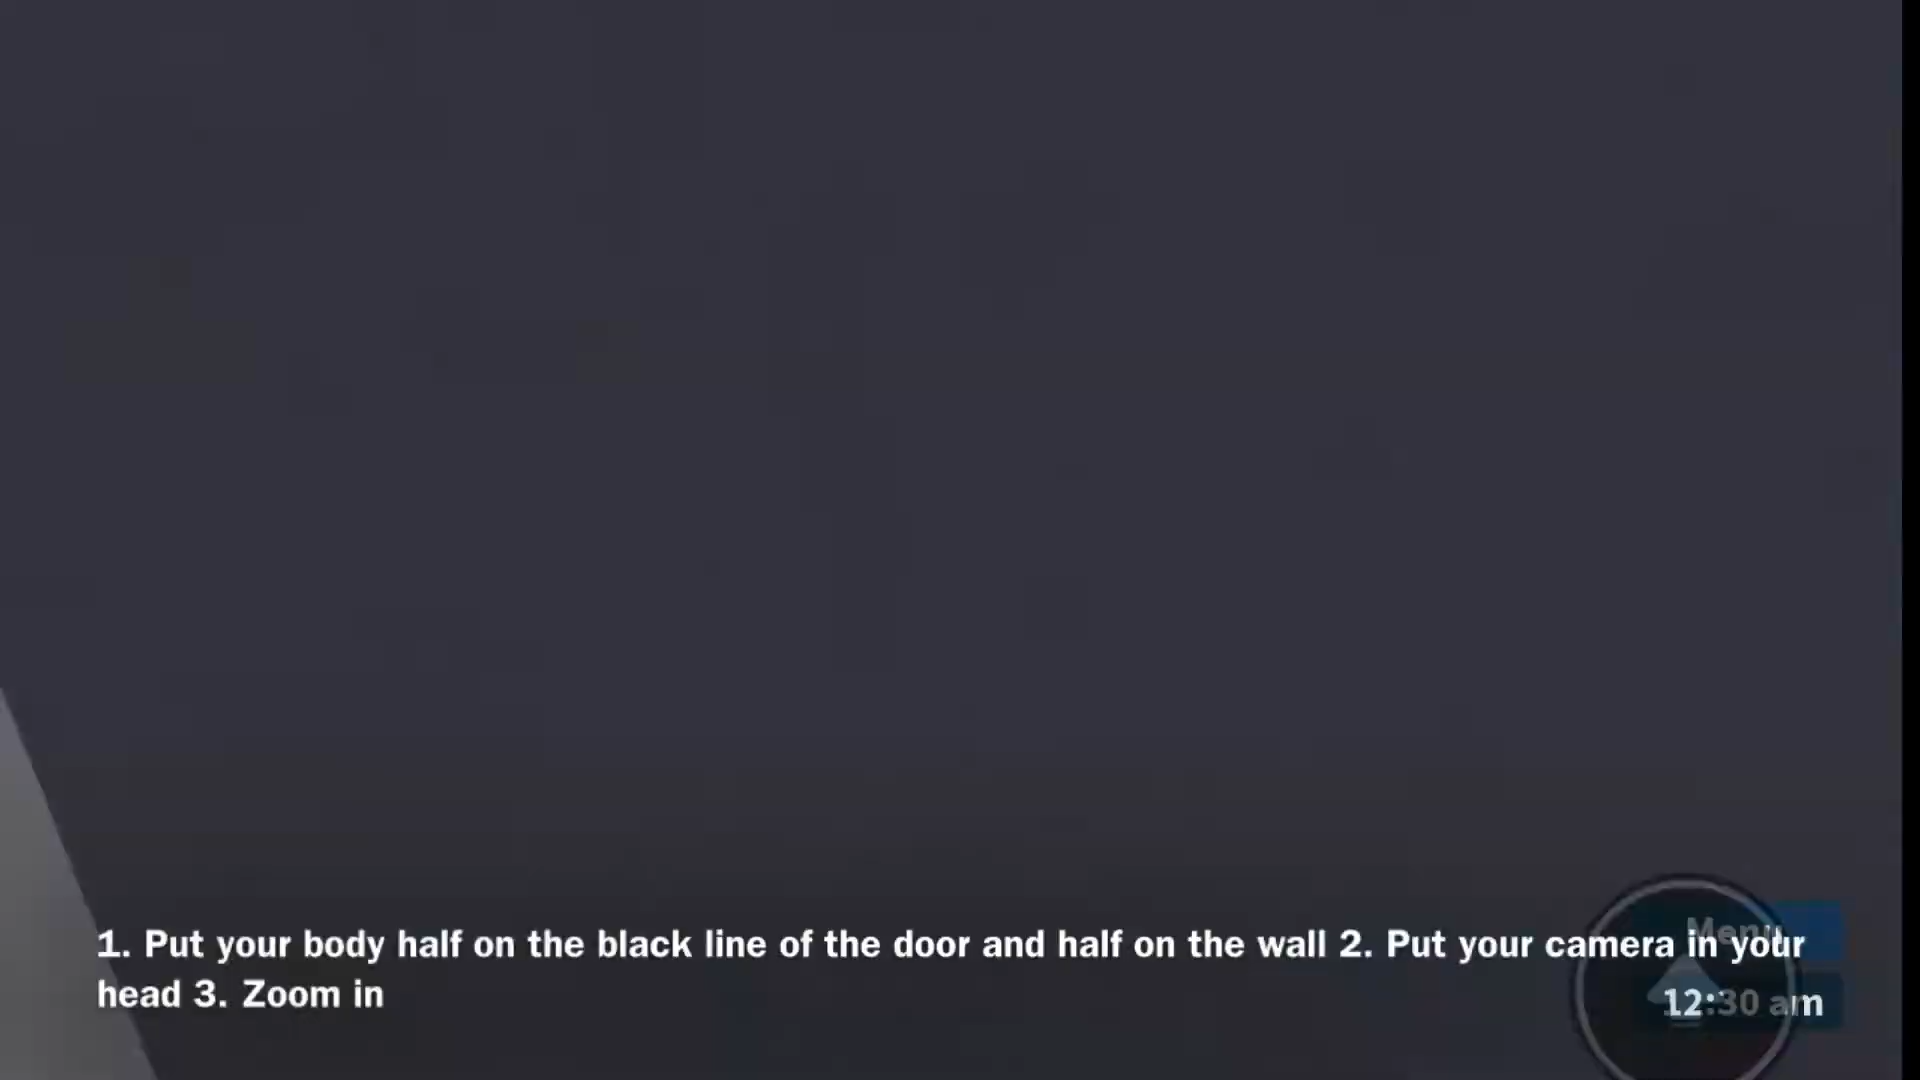 Menu
1. Put your body half on the black line of the door and half on the wall 2. Put your camera in your
head 3. Zoom in
12:30 am